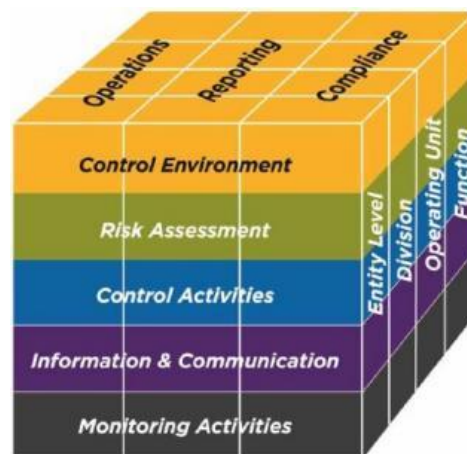 Operations
Reporting
Compliance
Control Environment
Risk Assessment
Control Activities
Information & Communication
Monitoring Activities
Entity Level
Division
Operating Unit
Function